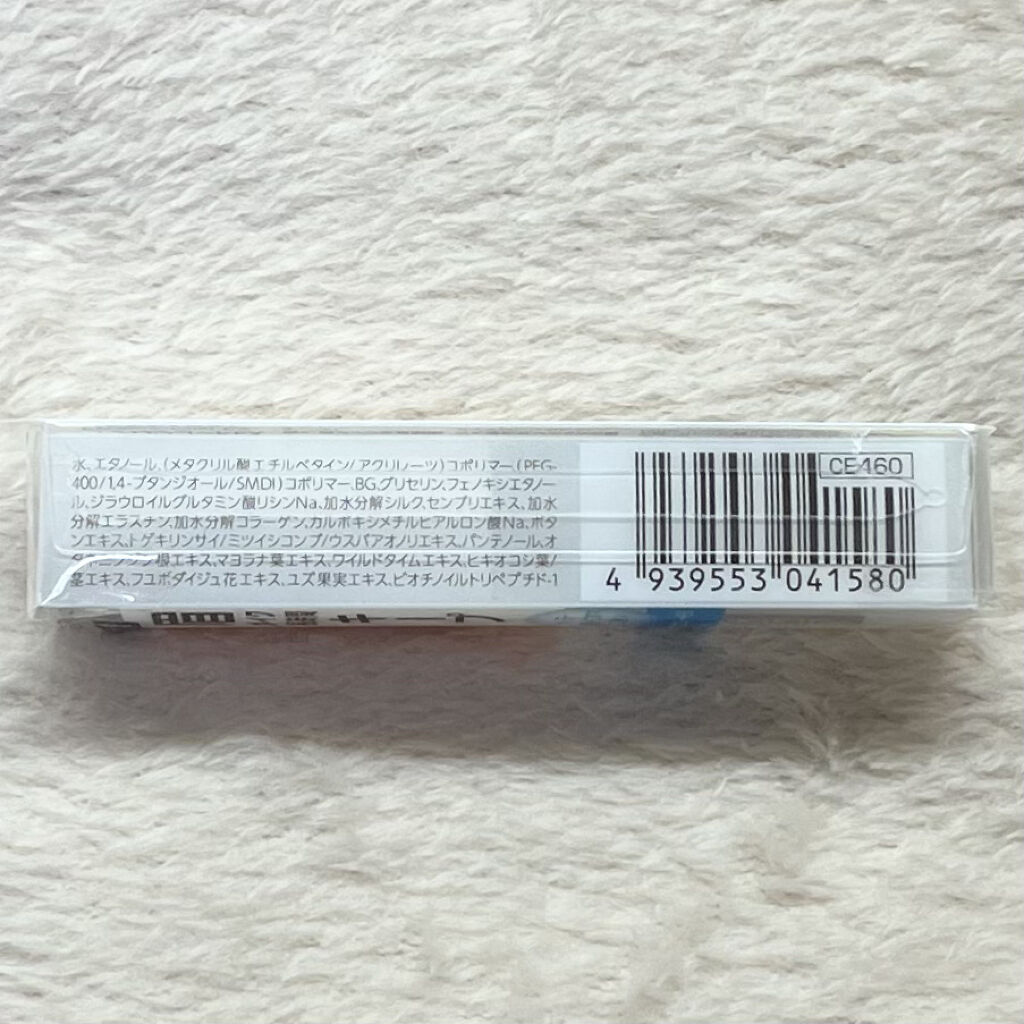 水、エタノール、(メタクリル酸エチルベタイン/アクリレーツ)コポリマー、(PEG-
400/1,4-ブタンジオール/SMDI)コポリマー、BG、グリセリン、フェノキシエタノー
ル、ジラウロイルグルタミン酸リシンNa、加水分解シルク、センブリエキス、加水
分解エラスチン、加水分解コラーゲン、カルボキシメチルヒアルロン酸Na、ボタ
ンエキス、トゲキリンサイ/ミツイシコンブ/ウスバアオノリエキス、パンテノール、オ
タネニンジン根エキス、マヨラナ葉エキス、ワイルドタイムエキス、ヒキオコシ葉/
茎エキス、フユボダイジュ花エキス、ユズ果実エキス、ビオチノイルトリペプチド-1
CE460
4 939553 041580